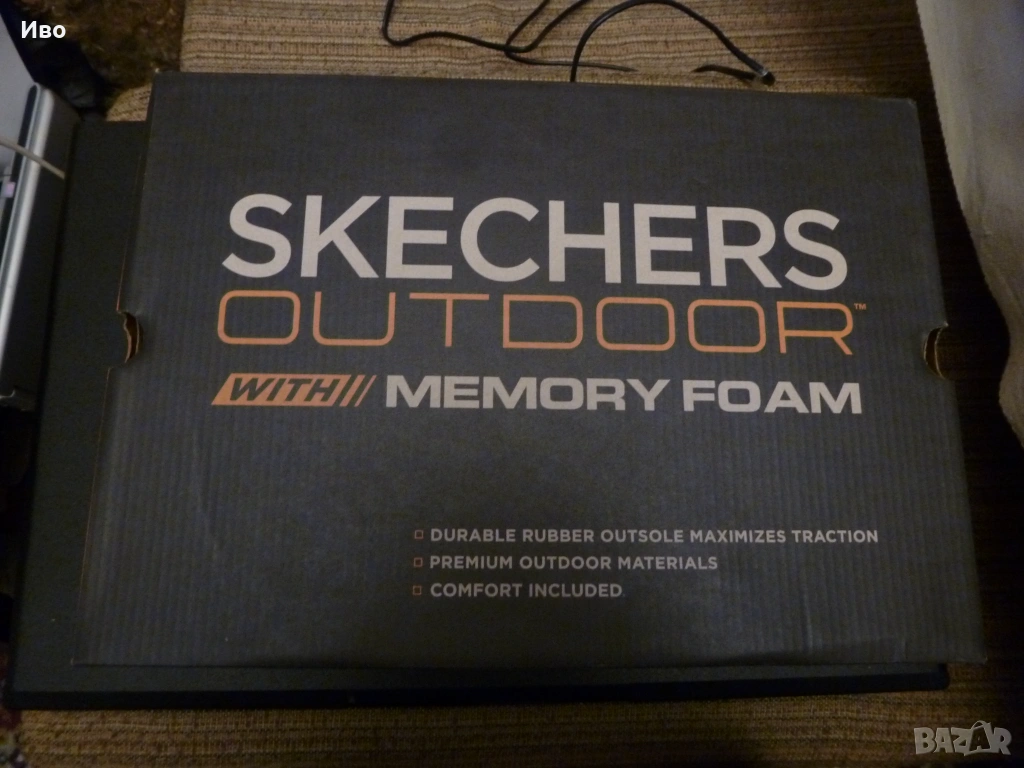 Иво
SKECHERS
OUTDOOR™
WITH MEMORY FOAM
DURABLE RUBBER OUTSOLE MAXIMIZES TRACTION
PREMIUM OUTDOOR MATERIALS
COMFORT INCLUDED
BAZAR